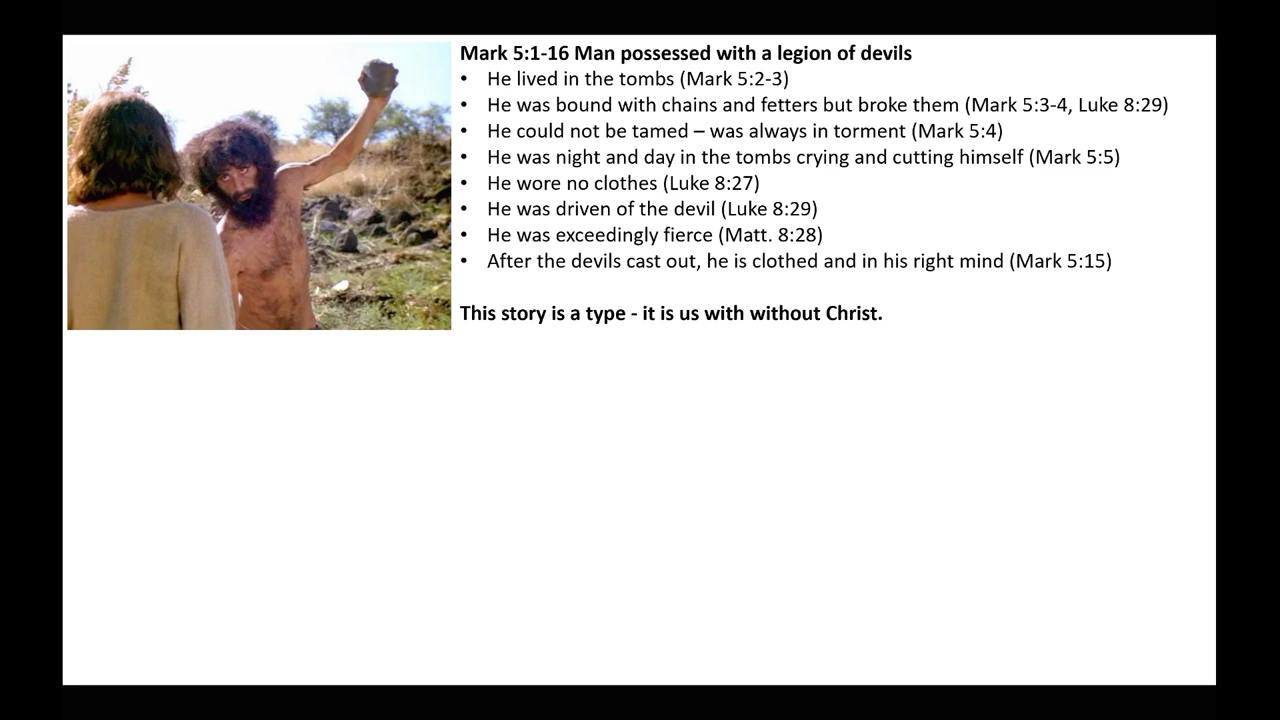 Mark 5:1-16 Man possessed with a legion of devils
• He lived in the tombs (Mark 5:2-3)
• He was bound with chains and fetters but broke them (Mark 5:3-4, Luke 8:29)
• He could not be tamed – was always in torment (Mark 5:4)
• He was night and day in the tombs crying and cutting himself (Mark 5:5)
• He wore no clothes (Luke 8:27)
• He was driven of the devil (Luke 8:29)
• He was exceedingly fierce (Matt. 8:28)
• After the devils cast out, he is clothed and in his right mind (Mark 5:15)
This story is a type - it is us with without Christ.